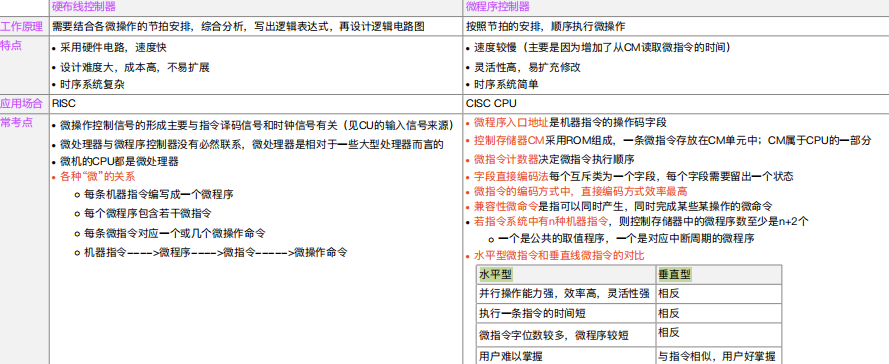 硬布线控制器
微程序控制器
工作原理
需要结合各微操作的节拍安排，综合分析，写出逻辑表达式，再设计逻辑电路图
按照节拍的安排，顺序执行微操作
特点
• 采用硬件电路，速度快
• 设计难度大，成本高，不易扩展
• 时序系统复杂
• 速度较慢（主要是因为增加了从CM读取微指令的时间）
• 灵活性高，易扩充修改
• 时序系统简单
应用场合
RISC
CISC CPU
常考点
• 微操作控制信号的形成主要与指令译码信号和时钟信号有关（见CU的输入信号来源）
• 微处理器与微程序控制器没有必然联系，微处理器是相对于一些大型处理器而言的
• 微机的CPU都是微处理器
• 各种“微”的关系
○ 每条机器指令编写成一个微程序
○ 每个微程序包含若干微指令
○ 每条微指令对应一个或几个微操作命令
○ 机器指令---->微程序----->微指令----->微操作命令
• 微程序入口地址是机器指令的操作码字段
• 控制存储器CM采用ROM组成，一条微指令存放在CM单元中；CM属于CPU的一部分
• 微指令计数器决定微指令执行顺序
• 字段直接编码法每个互斥类为一个字段，每个字段需要留出一个状态
• 微指令的编码方式中，直接编码方式效率最高
• 兼容性微命令是指可以同时产生，同时完成某些某操作的微命令
• 若指令系统中有n种机器指令，则控制存储器中的微程序数至少是n+2个
○ 一个是公共的取值程序，一个是对应中断周期的微程序
• 水平型微指令和垂直线微指令的对比
水平型
垂直型
并行操作能力强，效率高，灵活性强
相反
执行一条指令的时间短
相反
微指令字位数较多，微程序较短
相反
用户难以掌握
与指令相似，用户好掌握